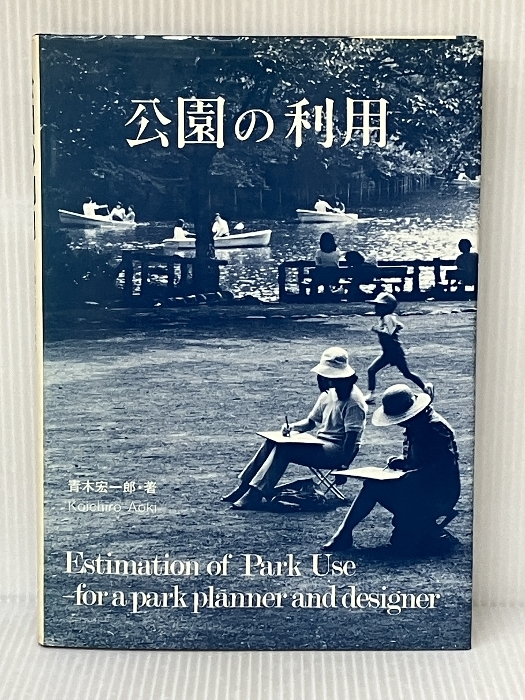 公園の利用
青木宏一郎・著
Koichiro Aoki
Estimation of Park Use
-for a park planner and designer